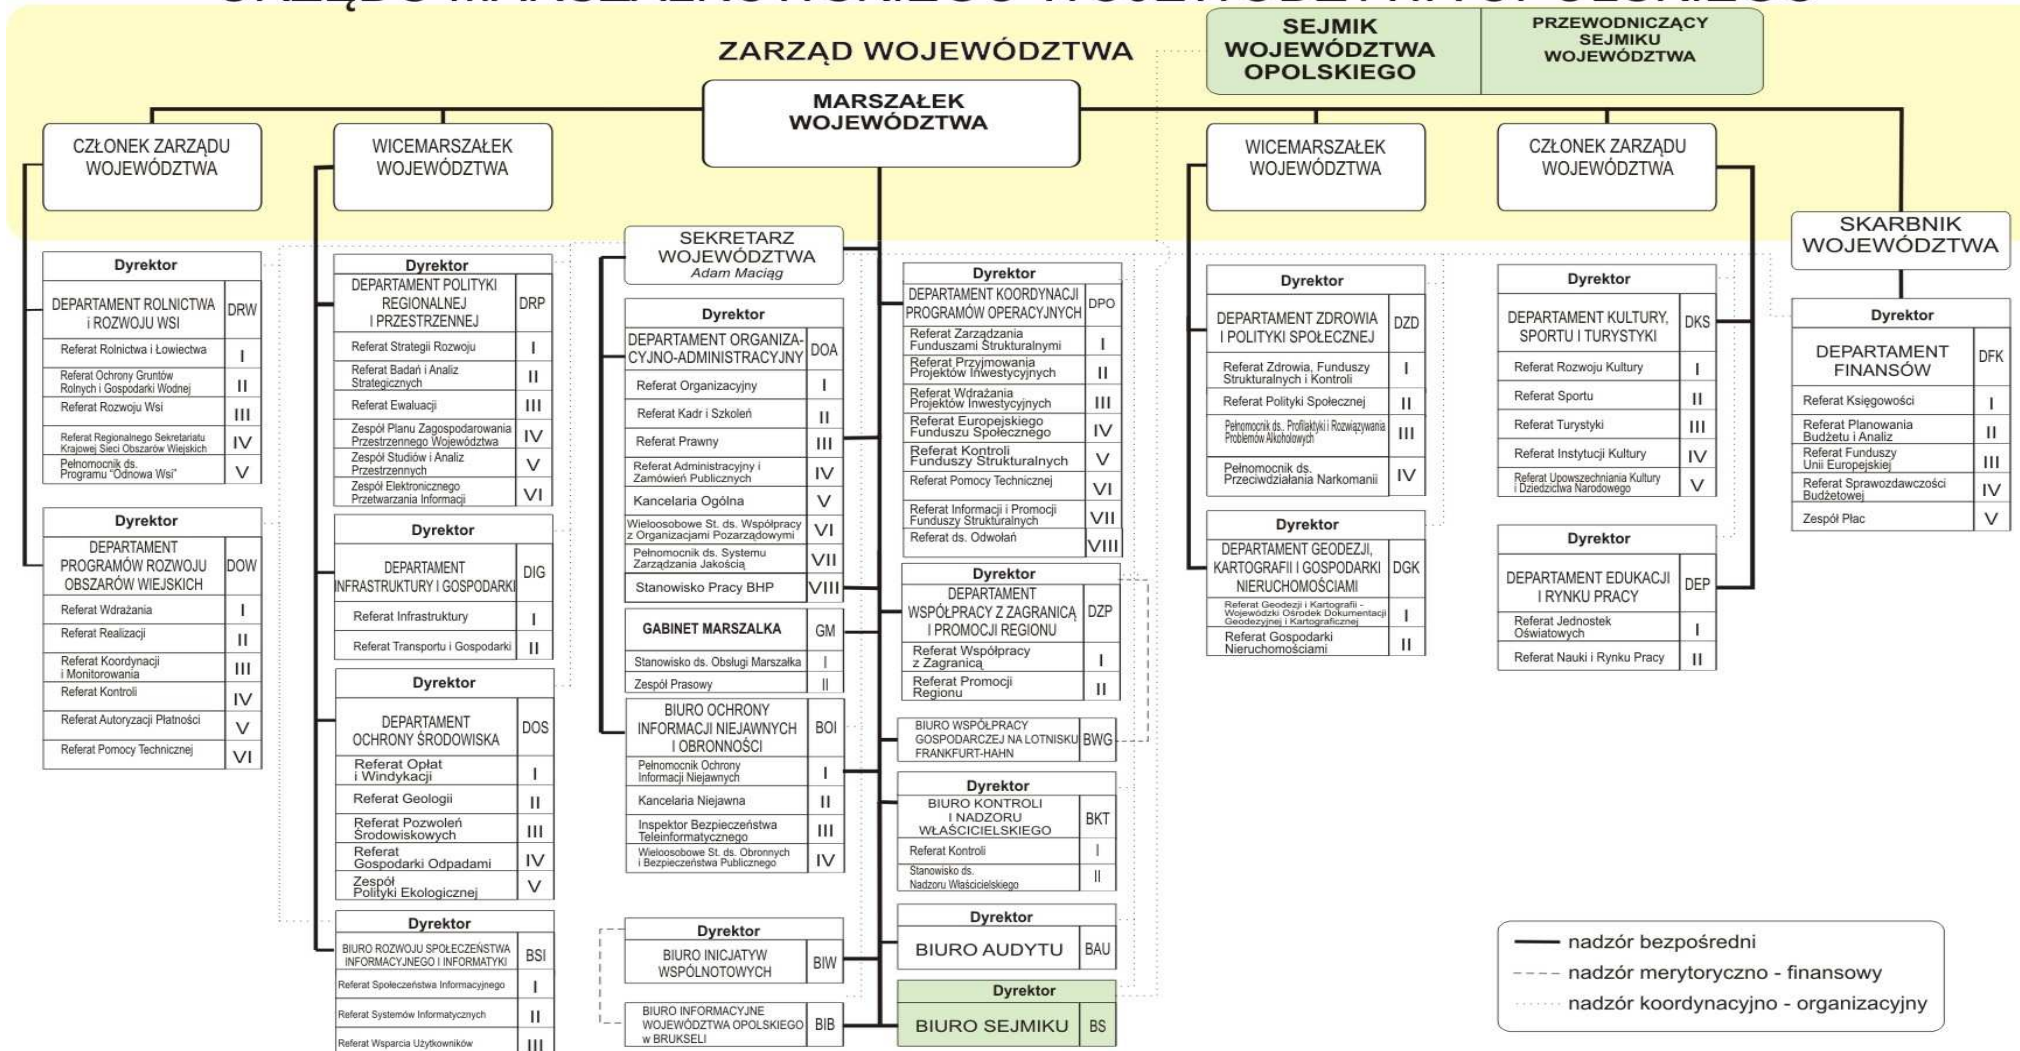 URZĘDU MARSZAŁKOWSKIEGO WOJEWÓDZTWA OPOLSKIEGO
ZARZĄD WOJEWÓDZTWA
SEJMIK
WOJEWÓDZTWA
OPOLSKIEGO
PRZEWODNICZĄCY
SEJMIKU
WOJEWÓDZTWA
MARSZAŁEK
WOJEWÓDZTWA
CZŁONEK ZARZĄDU
WOJEWÓDZTWA
WICEMARSZAŁEK
WOJEWÓDZTWA
WICEMARSZAŁEK
WOJEWÓDZTWA
CZŁONEK ZARZĄDU
WOJEWÓDZTWA
SKARBNIK
WOJEWÓDZTWA
SEKRETARZ
WOJEWÓDZTWA
Adam Maciąg
Dyrektor
DEPARTAMENT ROLNICTWA
i ROZWOJU WSI DRW
Referat Rolnictwa i Łowiectwa I
Referat Ochrony Gruntów
Rolnych i Gospodarki Wodnej II
Referat Rozwoju Wsi III
Referat Regionalnego Sekretariatu
Krajowej Sieci Obszarów Wiejskich IV
Pełnomocnik ds.
Programu "Odnowa Wsi" V
Dyrektor
DEPARTAMENT
PROGRAMÓW ROZWOJU DOW
OBSZARÓW WIEJSKICH
Referat Wdrażania I
Referat Realizacji II
Referat Koordynacji
i Monitorowania III
Referat Kontroli IV
Referat Autoryzacji Płatności V
Referat Pomocy Technicznej VI
Dyrektor
DEPARTAMENT POLITYKI
REGIONALNEJ DRP
I PRZESTRZENNEJ
Referat Strategii Rozwoju I
Referat Badań i Analiz
Strategicznych II
Referat Ewaluacji III
Zespół Planu Zagospodarowania
Przestrzennego Województwa IV
Zespół Studiów i Analiz
Przestrzennych V
Zespół Elektronicznego
Przetwarzania Informacji VI
Dyrektor
DEPARTAMENT DIG
INFRASTRUKTURY I GOSPODARKI
Referat Infrastruktury I
Referat Transportu i Gospodarki II
Dyrektor
DEPARTAMENT DOS
OCHRONY ŚRODOWISKA
Referat Opłat
i Windykacji I
Referat Geologii II
Referat Pozwoleń
Środowiskowych III
Referat
Gospodarki Odpadami IV
Zespół
Polityki Ekologicznej V
Dyrektor
BIURO ROZWOJU SPOŁECZEŃSTWA
INFORMACYJNEGO I INFORMATYKI BSI
Referat Społeczeństwa Informacyjnego I
Referat Systemów Informatycznych II
Referat Wsparcia Użytkowników III
Dyrektor
DEPARTAMENT ORGANIZA-
CYJNO-ADMINISTRACYJNY DOA
Referat Organizacyjny I
Referat Kadr i Szkoleń II
Referat Prawny III
Referat Administracyjny i
Zamówień Publicznych IV
Kancelaria Ogólna V
Wieloosobowe St. ds. Współpracy
z Organizacjami Pozarządowymi VI
Pełnomocnik ds. Systemu
Zarządzania Jakością VII
Stanowisko Pracy BHP VIII
GABINET MARSZALKA GM
Stanowisko ds. Obsługi Marszałka I
Zespół Prasowy II
BIURO OCHRONY
INFORMACJI NIEJAWNYCH BOI
I OBRONNOŚCI
Pełnomocnik Ochrony
Informacji Niejawnych I
Kancelaria Niejawna II
Inspektor Bezpieczeństwa
Teleinformatycznego III
Wieloosobowe St. ds. Obronnych
i Bezpieczeństwa Publicznego IV
Dyrektor
BIURO INICJATYW
WSPÓLNOTOWYCH BIW
BIURO INFORMACYJNE
WOJEWÓDZTWA OPOLSKIEGO BIB
w BRUKSELI
Dyrektor
DEPARTAMENT KOORDYNACJI
PROGRAMÓW OPERACYJNYCH DPO
Referat Zarządzania
Funduszami Strukturalnymi I
Referat Przyjmowania
Projektów Inwestycyjnych II
Referat Wdrażania
Projektów Inwestycyjnych III
Referat Europejskiego
Funduszu Społecznego IV
Referat Kontroli
Funduszy Strukturalnych V
Referat Pomocy Technicznej VI
Referat Informacji i Promocji
Funduszy Strukturalnych VII
Referat ds. Odwołań VIII
Dyrektor
DEPARTAMENT
WSPÓŁPRACY Z ZAGRANICĄ DZP
I PROMOCJI REGIONU
Referat Współpracy
z Zagranicą I
Referat Promocji
Regionu II
BIURO WSPÓŁPRACY
GOSPODARCZEJ NA LOTNISKU BWG
FRANKFURT-HAHN
Dyrektor
BIURO KONTROLI
I NADZORU BKT
WŁAŚCICIELSKIEGO
Referat Kontroli I
Stanowisko ds.
Nadzoru Właścicielskiego II
Dyrektor
BIURO AUDYTU BAU
Dyrektor
BIURO SEJMIKU BS
Dyrektor
DEPARTAMENT ZDROWIA
I POLITYKI SPOŁECZNEJ DZD
Referat Zdrowia, Funduszy
Strukturalnych i Kontroli I
Referat Polityki Społecznej II
Pełnomocnik ds. Profilaktyki i Rozwiązywania
Problemów Alkoholowych III
Pełnomocnik ds.
Przeciwdziałania Narkomanii IV
Dyrektor
DEPARTAMENT GEODEZJI,
KARTOGRAFII I GOSPODARKI DGK
NIERUCHOMOŚCIAMI
Referat Geodezji i Kartografii -
Wojewódzki Ośrodek Dokumentacji
Geodezyjnej i Kartograficznej I
Referat Gospodarki
Nieruchomościami II
Dyrektor
DEPARTAMENT KULTURY,
SPORTU I TURYSTYKI DKS
Referat Rozwoju Kultury I
Referat Sportu II
Referat Turystyki III
Referat Instytucji Kultury IV
Referat Upowszechniania Kultury
i Dziedzictwa Narodowego V
Dyrektor
DEPARTAMENT EDUKACJI
I RYNKU PRACY DEP
Referat Jednostek
Oświatowych I
Referat Nauki i Rynku Pracy II
Dyrektor
DEPARTAMENT
FINANSÓW DFK
Referat Księgowości I
Referat Planowania
Budżetu i Analiz II
Referat Funduszy
Unii Europejskiej III
Referat Sprawozdawczości
Budżetowej IV
Zespół Płac V
nadzór bezpośredni
nadzór merytoryczno - finansowy
nadzór koordynacyjno - organizacyjny